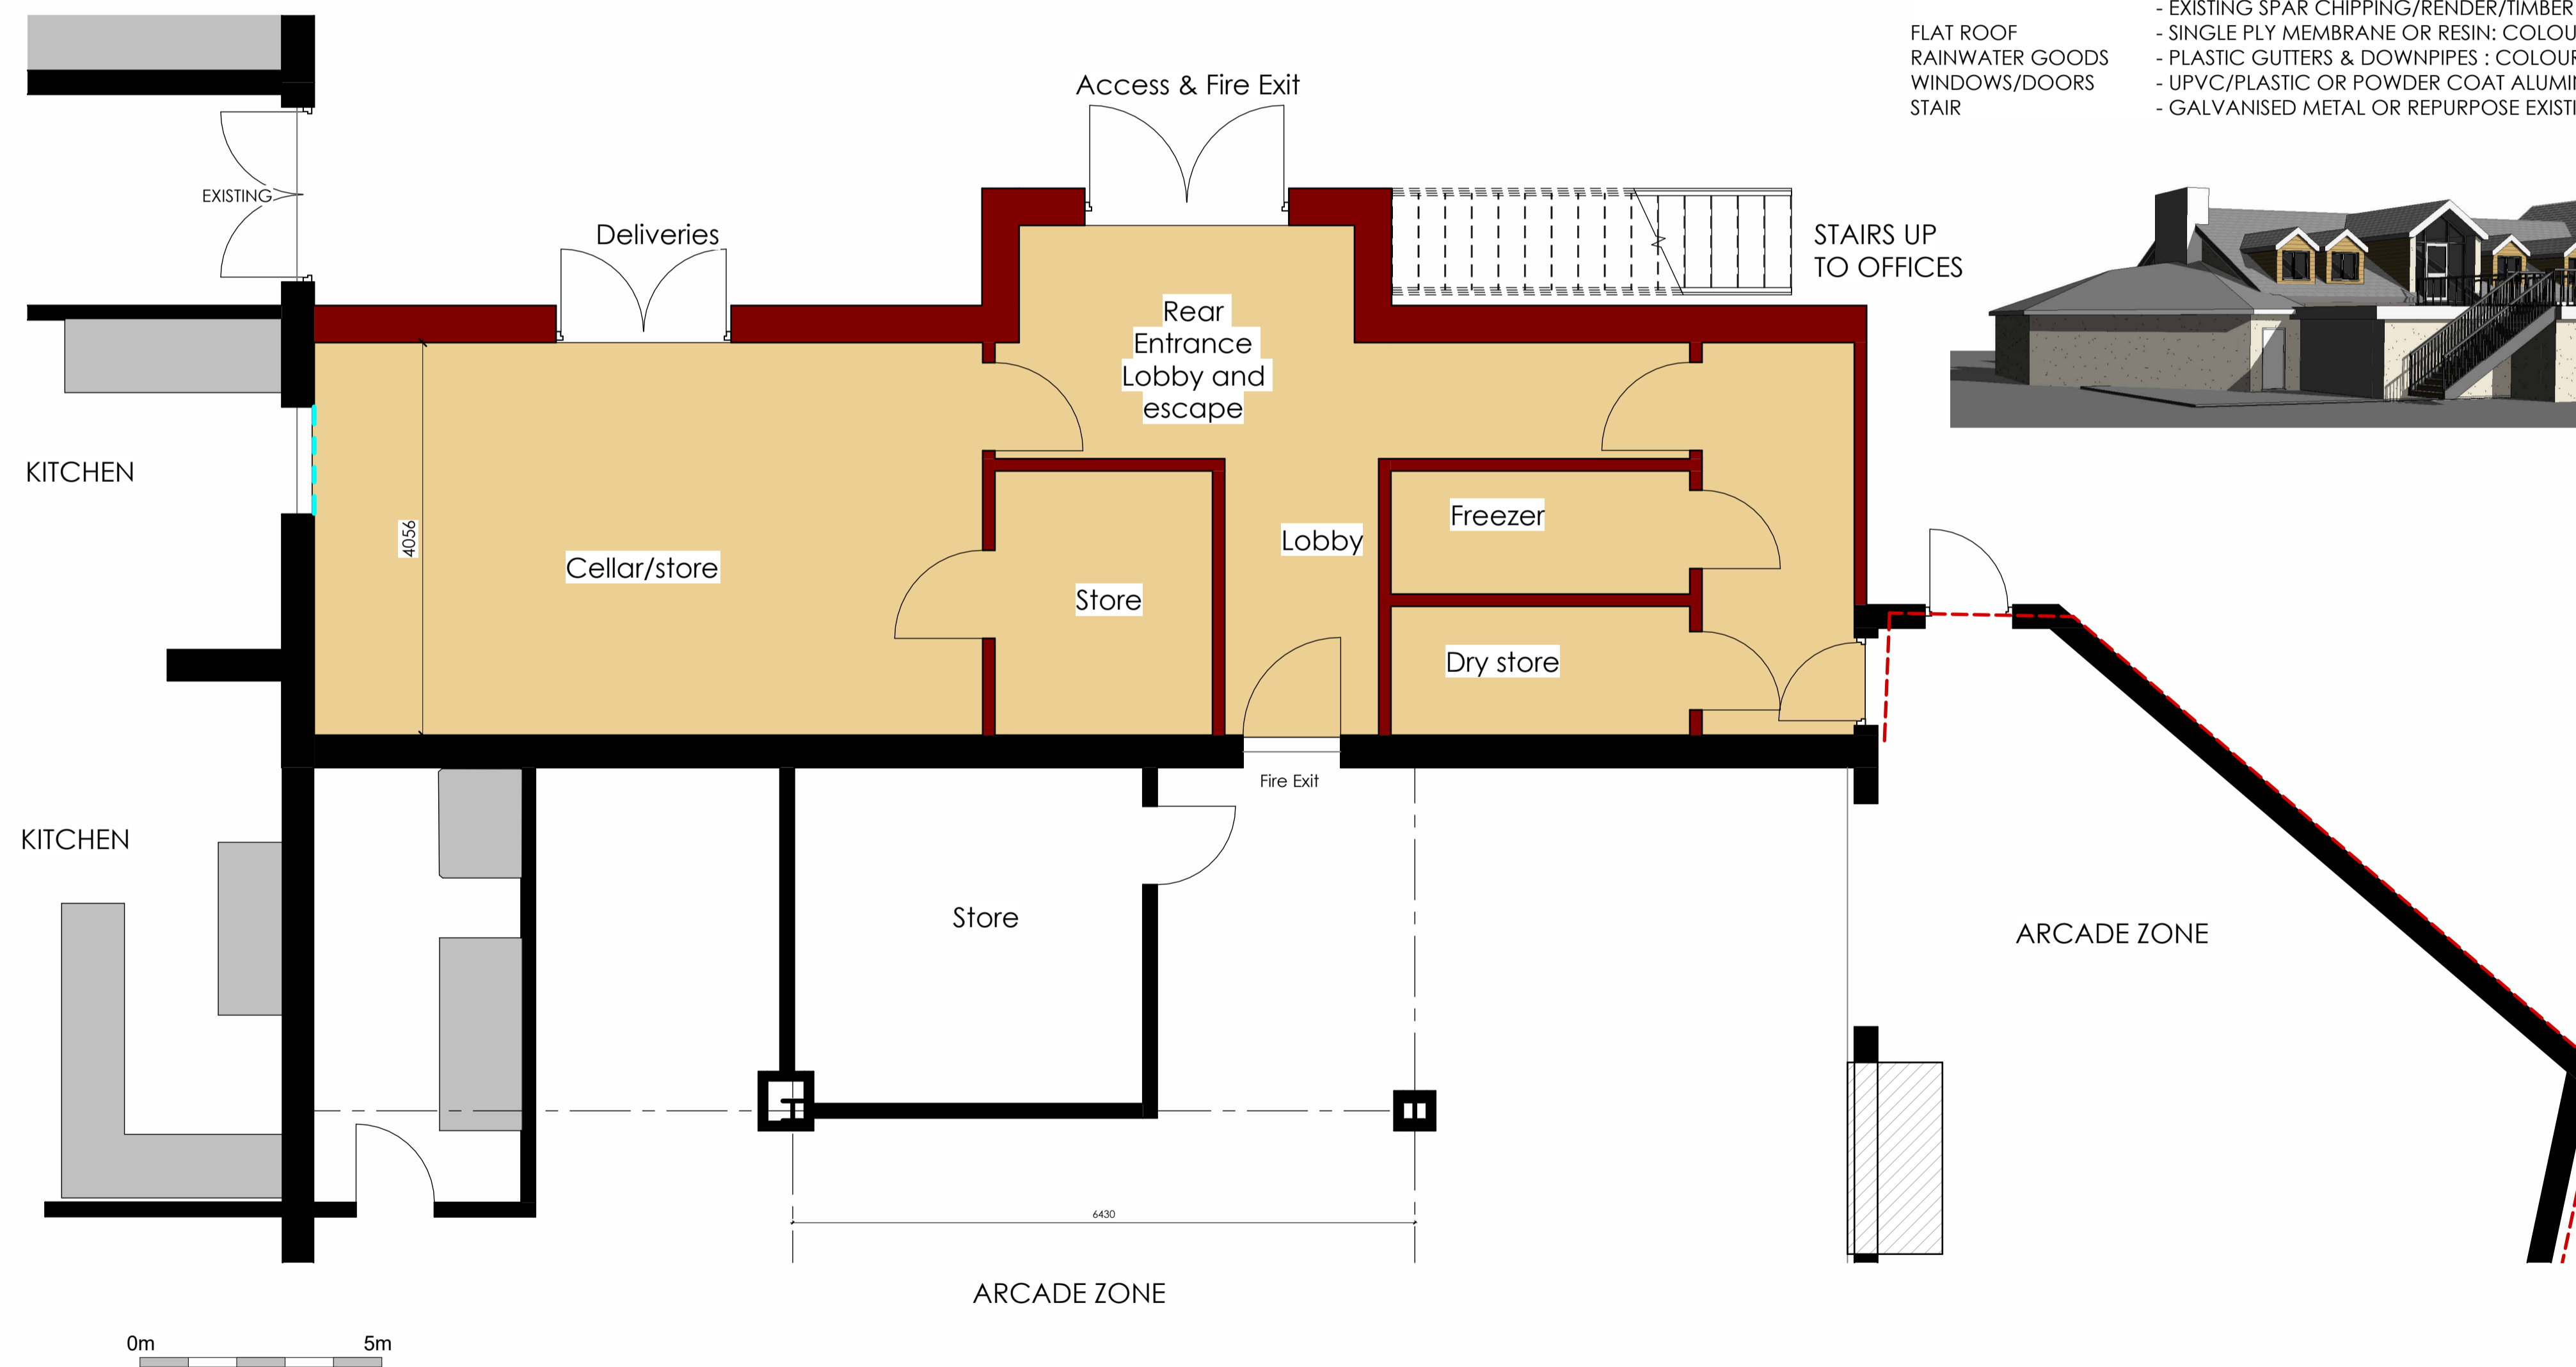 - EXISTING SPAR CHIPPING/RENDER/TIMBER
FLAT ROOF - SINGLE PLY MEMBRANE OR RESIN: COLOU
RAINWATER GOODS - PLASTIC GUTTERS & DOWNPIPES : COLOUR
WINDOWS/DOORS - UPVC/PLASTIC OR POWDER COAT ALUMI
STAIR - GALVANISED METAL OR REPURPOSE EXISTI
Access & Fire Exit
EXISTING
Deliveries
STAIRS UP
TO OFFICES
Rear
Entrance
Lobby and
escape
KITCHEN
4056
Cellar/store
Store
Lobby
Freezer
Dry store
Fire Exit
KITCHEN
Store
ARCADE ZONE
6430
ARCADE ZONE
0m 5m